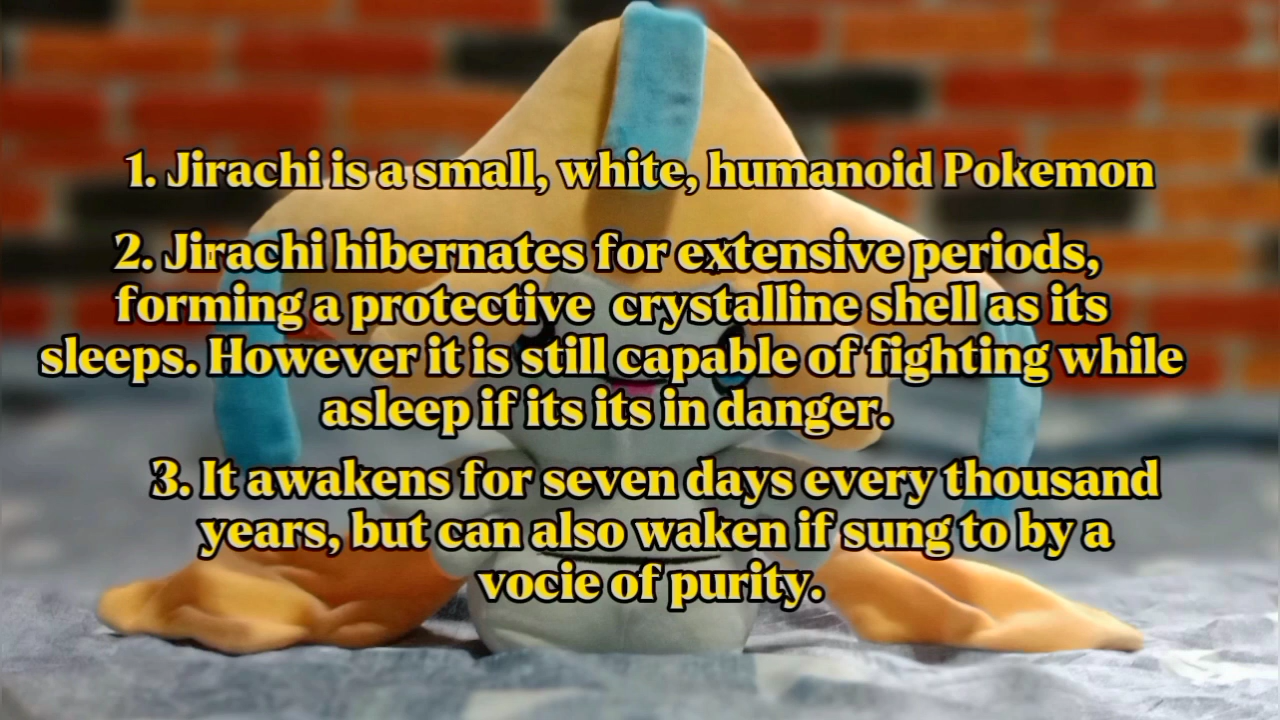 1. Jirachi is a small, white, humanoid Pokemon
2. Jirachi hibernates for extensive periods,
forming a protective crystalline shell as its
sleeps. However it is still capable of fighting while
asleep if its its in danger.
3. It awakens for seven days every thousand
years, but can also waken if sung to by a
vocie of purity.